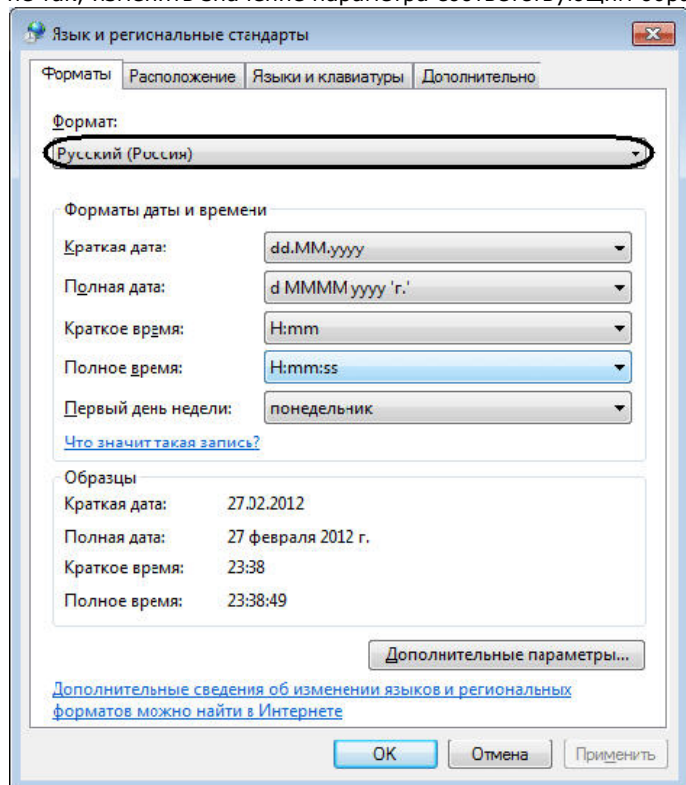 Язык и региональные стандарты
Форматы Расположение Языки и клавиатуры Дополнительно
Формат:
Русский (Россия)
Форматы даты и времени
Краткая дата: dd.MM.yyyy
Полная дата: d MMMM yyyy 'г.'
Краткое время: H:mm
Полное время: H:mm:ss
Первый день недели: понедельник
Что значит такая запись?
Образцы
Краткая дата: 27.02.2012
Полная дата: 27 февраля 2012 г.
Краткое время: 23:38
Полное время: 23:38:49
Дополнительные параметры...
Дополнительные сведения об изменении языков и региональных
форматов можно найти в Интернете
OK Отмена Применить